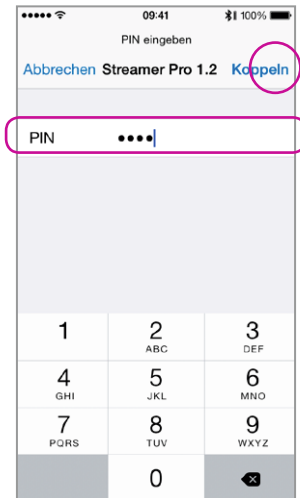 09:41 100%
PIN eingeben
Abbrechen Streamer Pro 1.2 Koppeln
PIN ••••
1 2 3
ABC DEF
4 5 6
GHI JKL MNO
7 8 9
PQRS TUV WXYZ
0